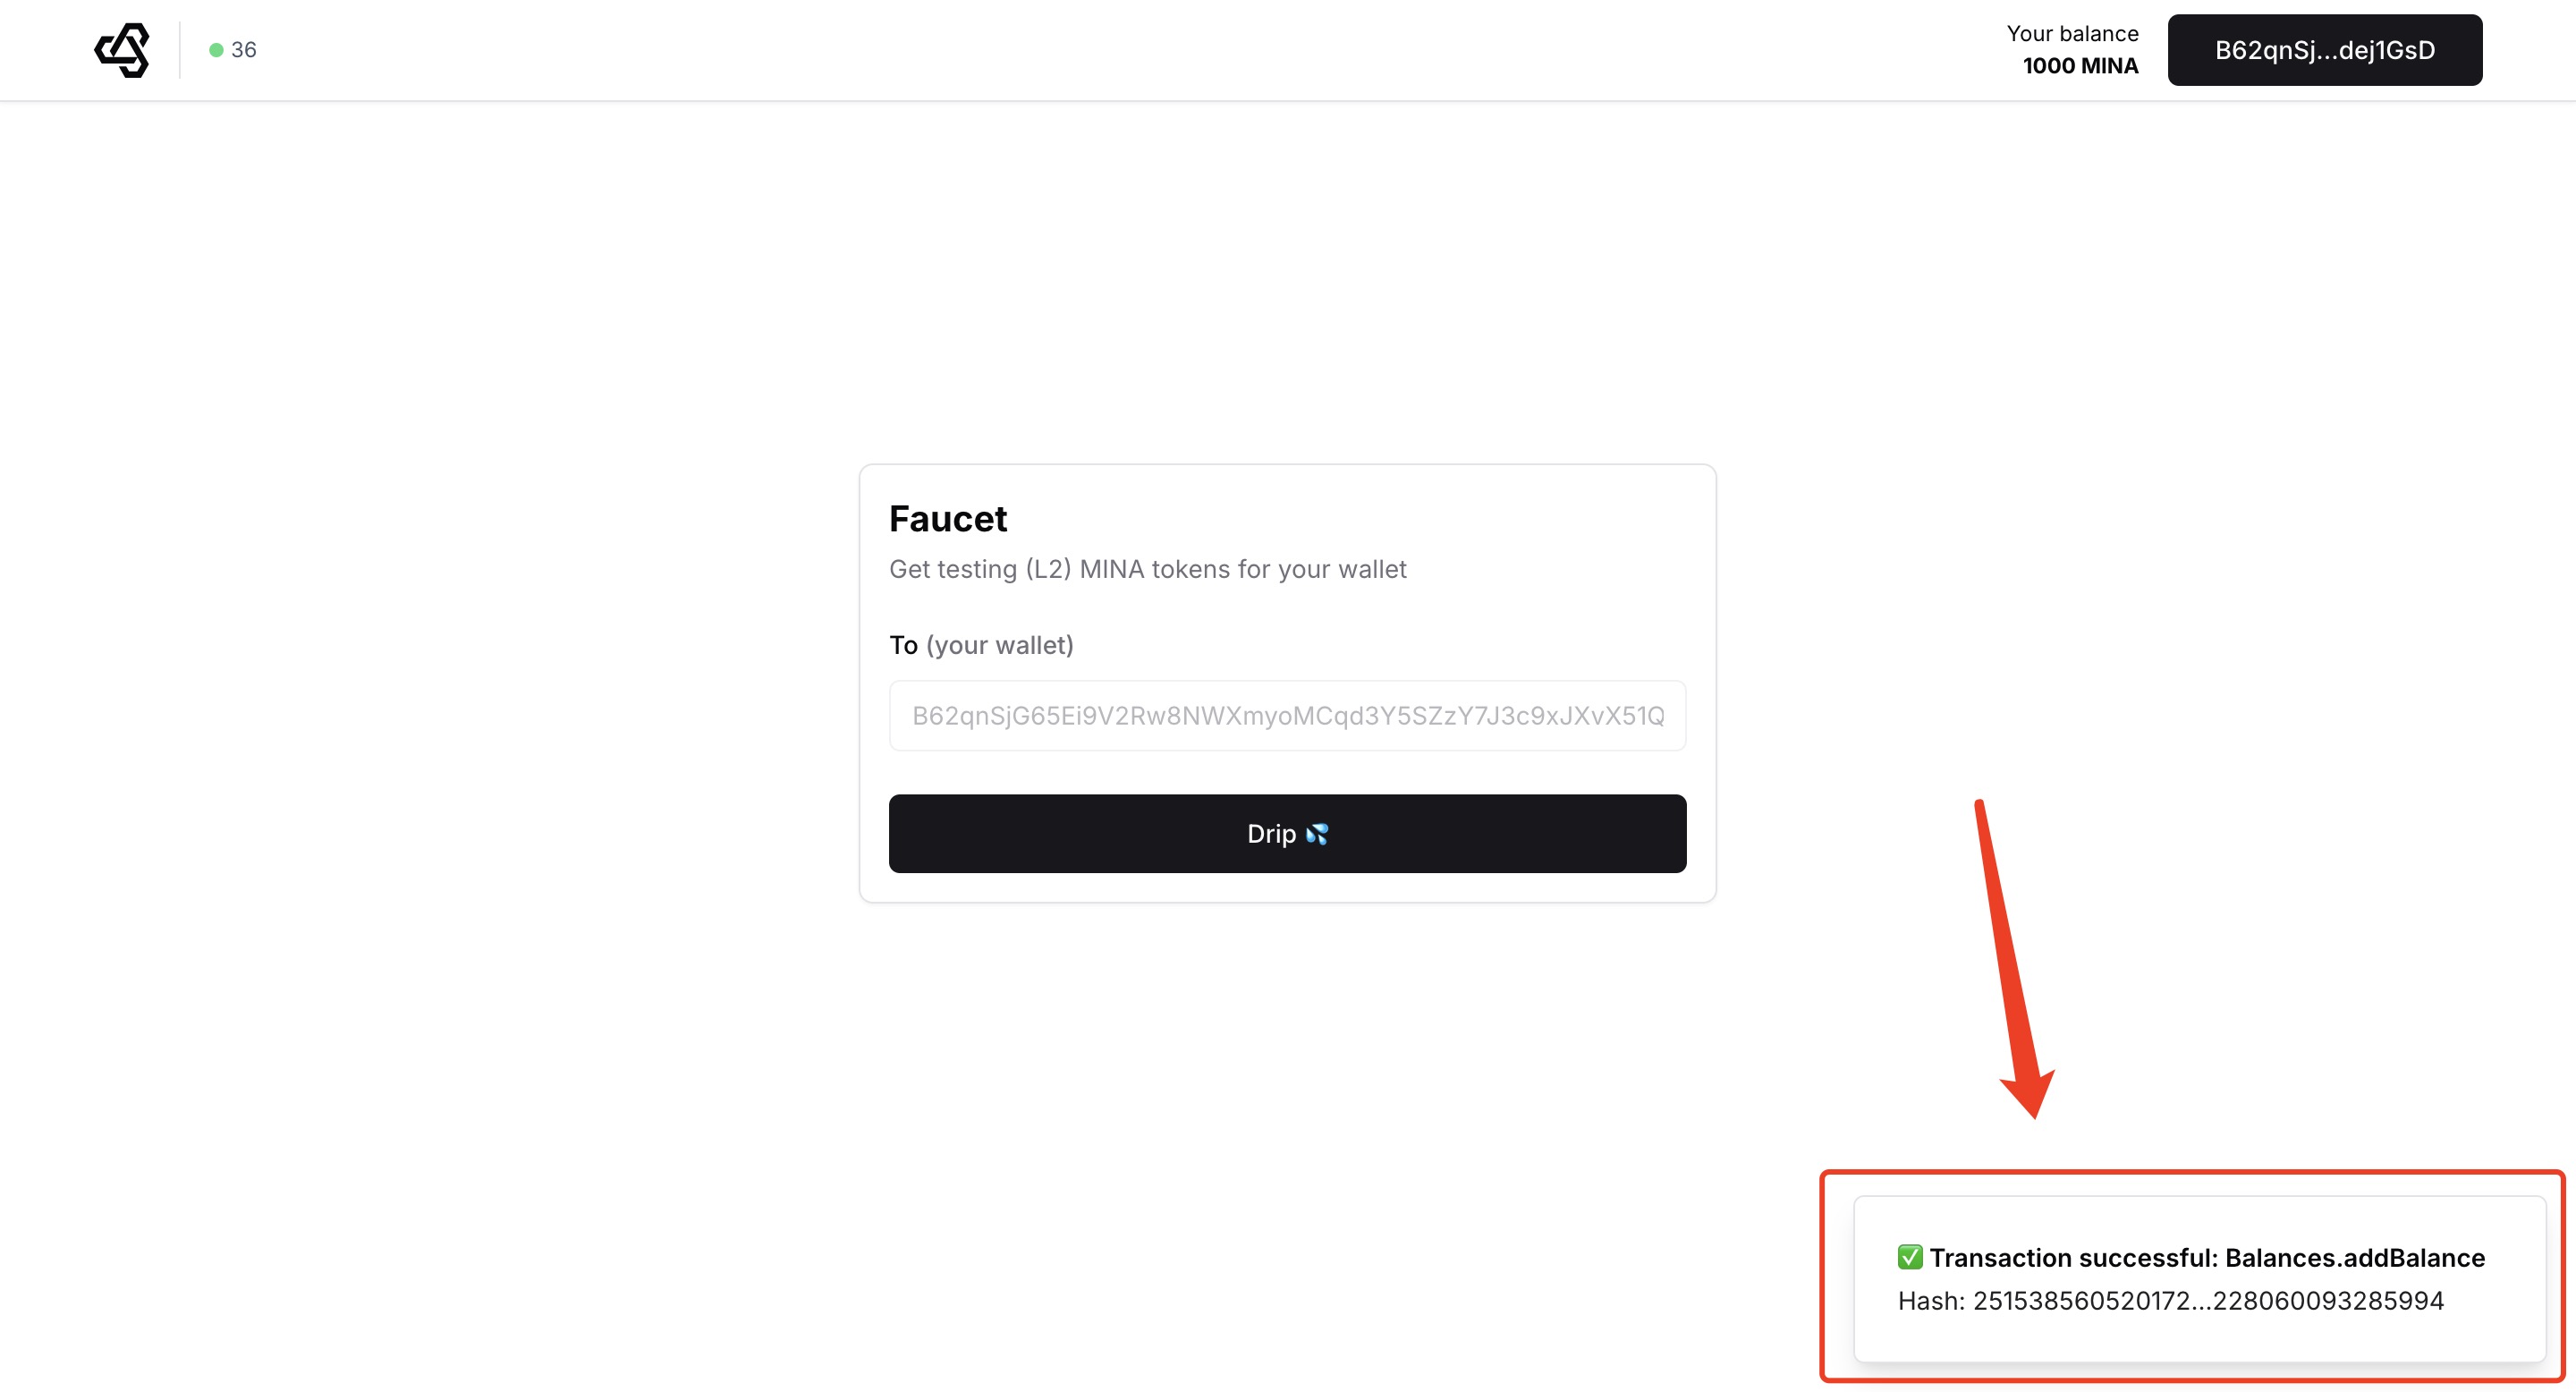 36
Your balance
1000 MINA
B62qnSj...dej1GsD
Faucet
Get testing (L2) MINA tokens for your wallet
To (your wallet)
B62qnSjG65Ei9V2Rw8NWXmyoMCqd3Y5SZzY7J3c9xJXvX51Q
Drip 💦
✅ Transaction successful: Balances.addBalance
Hash: 251538560520172...228060093285994